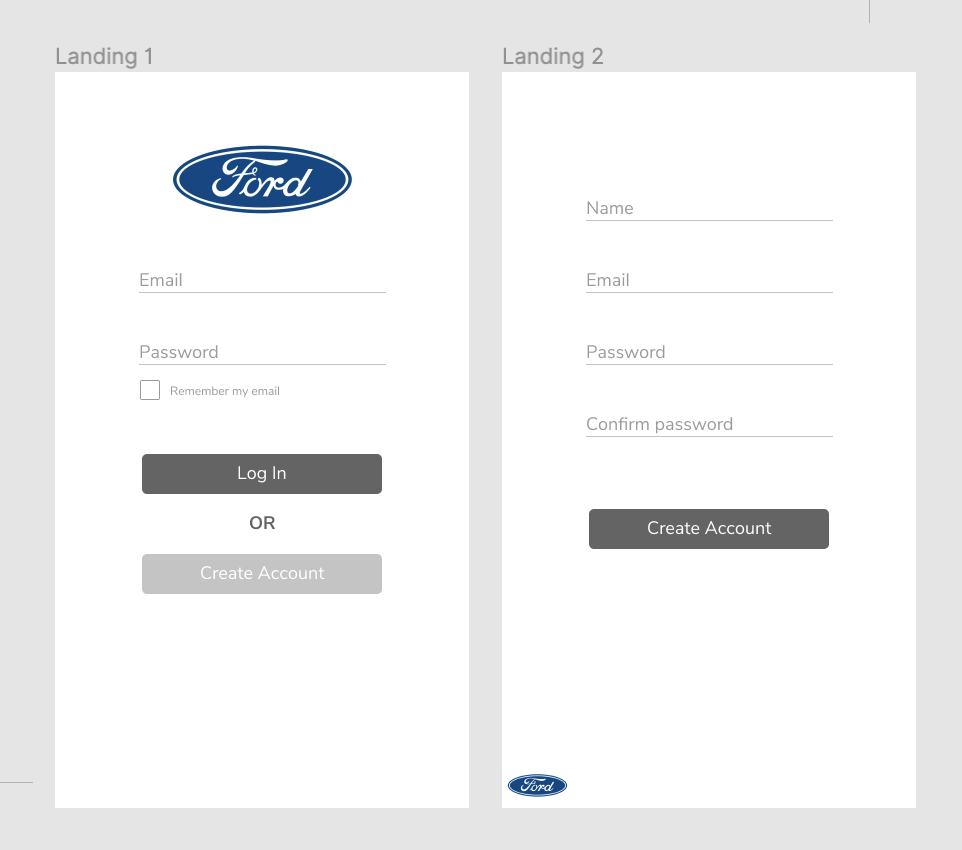 Landing 1
Ford
Email
Password
Remember my email
Log In
OR
Create Account
Landing 2
Name
Email
Password
Confirm password
Create Account
Ford